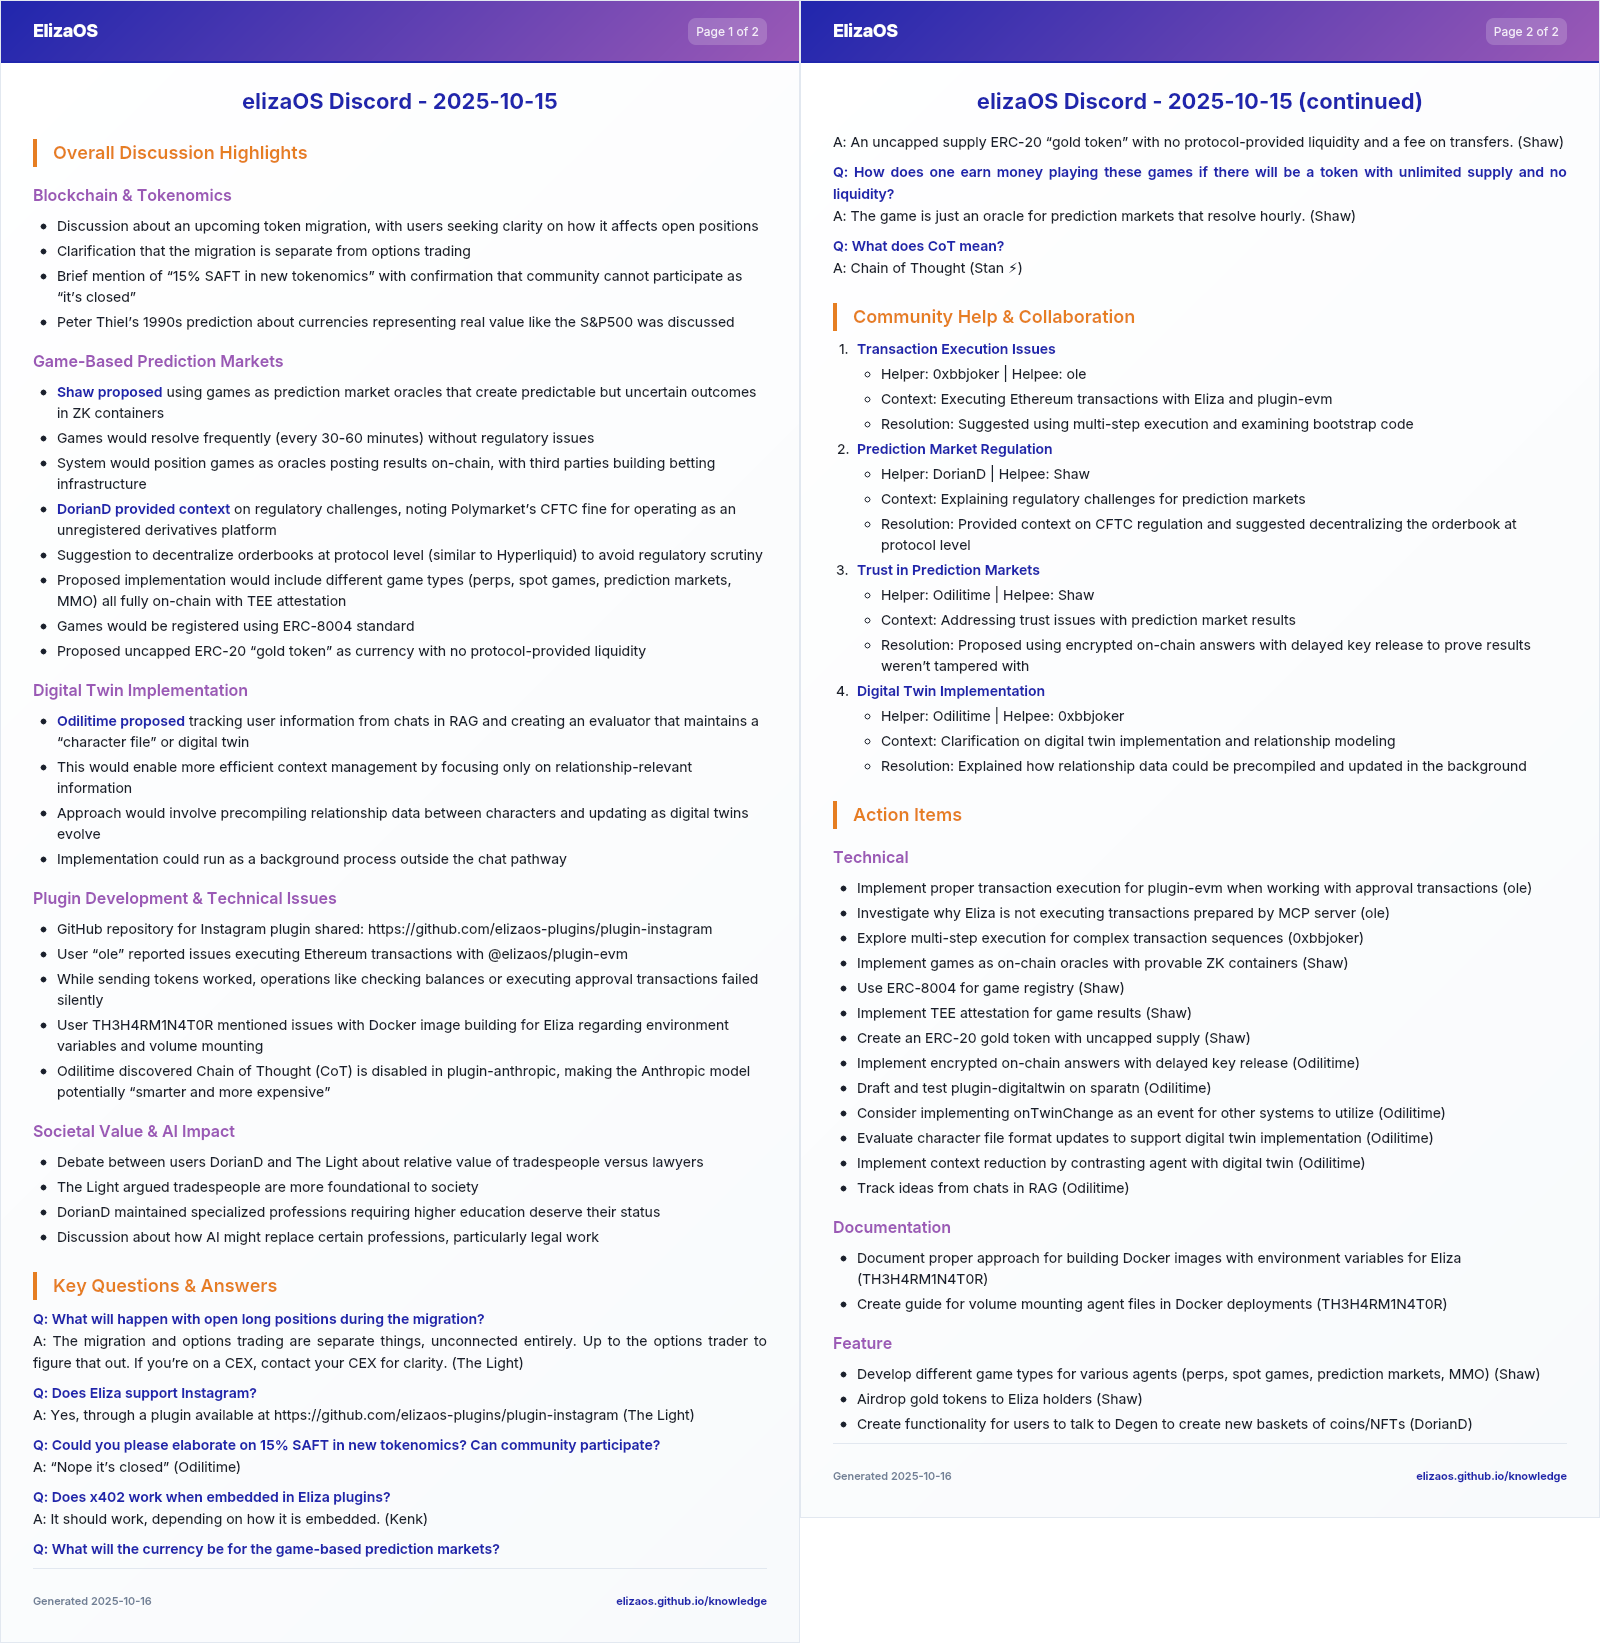 ElizaOS
Page 1 of 2
elizaOS Discord - 2025-10-15
Overall Discussion Highlights
Blockchain & Tokenomics
• Discussion about an upcoming token migration, with users seeking clarity on how it affects open positions
• Clarification that the migration is separate from options trading
• Brief mention of “15% SAFT in new tokenomics” with confirmation that community cannot participate as
“it’s closed”
• Peter Thiel’s 1990s prediction about currencies representing real value like the S&P500 was discussed
Game-Based Prediction Markets
• Shaw proposed using games as prediction market oracles that create predictable but uncertain outcomes
in ZK containers
• Games would resolve frequently (every 30-60 minutes) without regulatory issues
• System would position games as oracles posting results on-chain, with third parties building betting
infrastructure
• DorianD provided context on regulatory challenges, noting Polymarket’s CFTC fine for operating as an
unregistered derivatives platform
• Suggestion to decentralize orderbooks at protocol level (similar to Hyperliquid) to avoid regulatory scrutiny
• Proposed implementation would include different game types (perps, spot games, prediction markets,
MMO) all fully on-chain with TEE attestation
• Games would be registered using ERC-8004 standard
• Proposed uncapped ERC-20 “gold token” as currency with no protocol-provided liquidity
Digital Twin Implementation
• Odilitime proposed tracking user information from chats in RAG and creating an evaluator that maintains a
“character file” or digital twin
• This would enable more efficient context management by focusing only on relationship-relevant
information
• Approach would involve precompiling relationship data between characters and updating as digital twins
evolve
• Implementation could run as a background process outside the chat pathway
Plugin Development & Technical Issues
• GitHub repository for Instagram plugin shared: https://github.com/elizaos-plugins/plugin-instagram
• User “ole” reported issues executing Ethereum transactions with @elizaos/plugin-evm
• While sending tokens worked, operations like checking balances or executing approval transactions failed
silently
• User TH3H4RM1N4T0R mentioned issues with Docker image building for Eliza regarding environment
variables and volume mounting
• Odilitime discovered Chain of Thought (CoT) is disabled in plugin-anthropic, making the Anthropic model
potentially “smarter and more expensive”
Societal Value & AI Impact
• Debate between users DorianD and The Light about relative value of tradespeople versus lawyers
• The Light argued tradespeople are more foundational to society
• DorianD maintained specialized professions requiring higher education deserve their status
• Discussion about how AI might replace certain professions, particularly legal work
Key Questions & Answers
Q: What will happen with open long positions during the migration?
A: The migration and options trading are separate things, unconnected entirely. Up to the options trader to
figure that out. If you’re on a CEX, contact your CEX for clarity. (The Light)
Q: Does Eliza support Instagram?
A: Yes, through a plugin available at https://github.com/elizaos-plugins/plugin-instagram (The Light)
Q: Could you please elaborate on 15% SAFT in new tokenomics? Can community participate?
A: “Nope it’s closed” (Odilitime)
Q: Does x402 work when embedded in Eliza plugins?
A: It should work, depending on how it is embedded. (Kenk)
Q: What will the currency be for the game-based prediction markets?
Generated 2025-10-16
elizaos.github.io/knowledge
ElizaOS
Page 2 of 2
elizaOS Discord - 2025-10-15 (continued)
A: An uncapped supply ERC-20 “gold token” with no protocol-provided liquidity and a fee on transfers. (Shaw)
Q: How does one earn money playing these games if there will be a token with unlimited supply and no
liquidity?
A: The game is just an oracle for prediction markets that resolve hourly. (Shaw)
Q: What does CoT mean?
A: Chain of Thought (Stan ⚡)
Community Help & Collaboration
1. Transaction Execution Issues
◦ Helper: 0xbbjoker | Helpee: ole
◦ Context: Executing Ethereum transactions with Eliza and plugin-evm
◦ Resolution: Suggested using multi-step execution and examining bootstrap code
2. Prediction Market Regulation
◦ Helper: DorianD | Helpee: Shaw
◦ Context: Explaining regulatory challenges for prediction markets
◦ Resolution: Provided context on CFTC regulation and suggested decentralizing the orderbook at
protocol level
3. Trust in Prediction Markets
◦ Helper: Odilitime | Helpee: Shaw
◦ Context: Addressing trust issues with prediction market results
◦ Resolution: Proposed using encrypted on-chain answers with delayed key release to prove results
weren’t tampered with
4. Digital Twin Implementation
◦ Helper: Odilitime | Helpee: 0xbbjoker
◦ Context: Clarification on digital twin implementation and relationship modeling
◦ Resolution: Explained how relationship data could be precompiled and updated in the background
Action Items
Technical
• Implement proper transaction execution for plugin-evm when working with approval transactions (ole)
• Investigate why Eliza is not executing transactions prepared by MCP server (ole)
• Explore multi-step execution for complex transaction sequences (0xbbjoker)
• Implement games as on-chain oracles with provable ZK containers (Shaw)
• Use ERC-8004 for game registry (Shaw)
• Implement TEE attestation for game results (Shaw)
• Create an ERC-20 gold token with uncapped supply (Shaw)
• Implement encrypted on-chain answers with delayed key release (Odilitime)
• Draft and test plugin-digitaltwin on sparatn (Odilitime)
• Consider implementing onTwinChange as an event for other systems to utilize (Odilitime)
• Evaluate character file format updates to support digital twin implementation (Odilitime)
• Implement context reduction by contrasting agent with digital twin (Odilitime)
• Track ideas from chats in RAG (Odilitime)
Documentation
• Document proper approach for building Docker images with environment variables for Eliza
(TH3H4RM1N4T0R)
• Create guide for volume mounting agent files in Docker deployments (TH3H4RM1N4T0R)
Feature
• Develop different game types for various agents (perps, spot games, prediction markets, MMO) (Shaw)
• Airdrop gold tokens to Eliza holders (Shaw)
• Create functionality for users to talk to Degen to create new baskets of coins/NFTs (DorianD)
Generated 2025-10-16
elizaos.github.io/knowledge